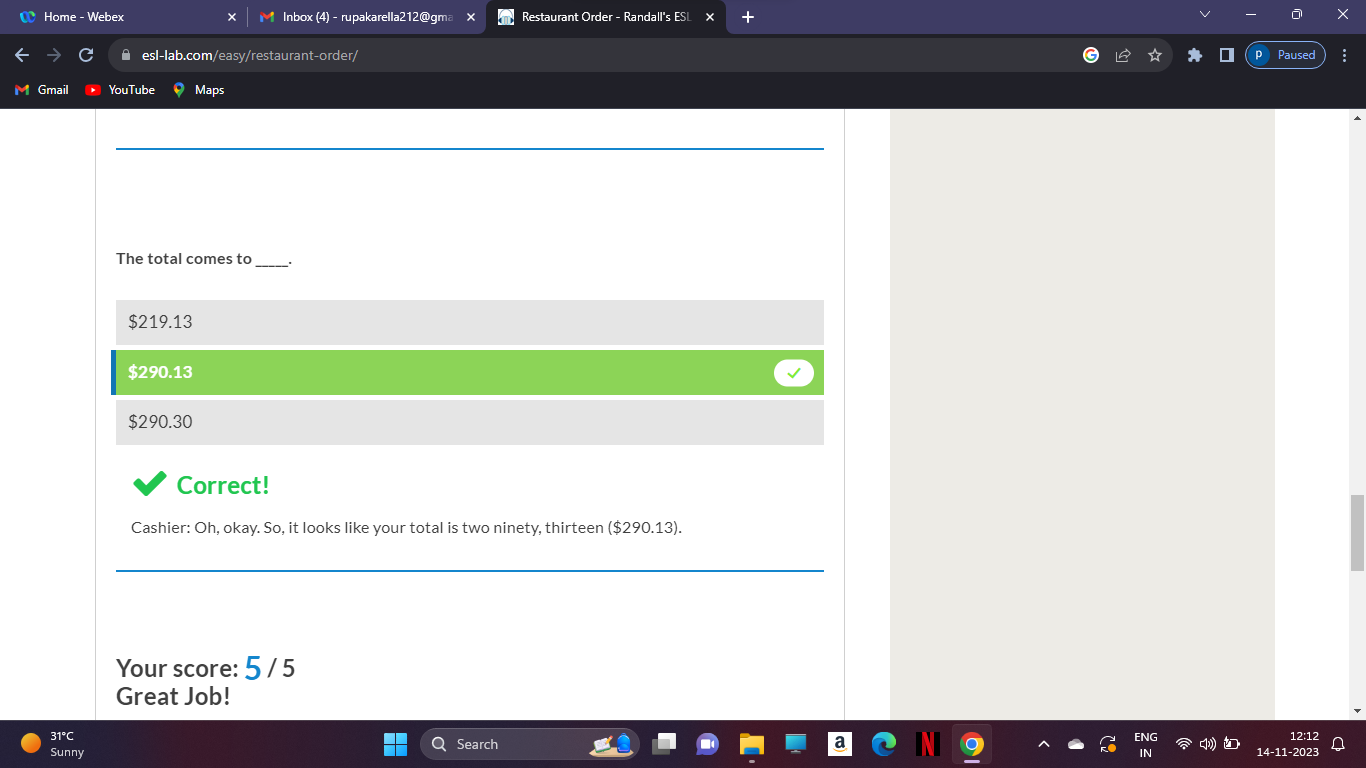 Home - Webex
Inbox (4) - rupakarella212@gma
Restaurant Order - Randall's ESL
esl-lab.com/easy/restaurant-order/
p Paused
Gmail YouTube Maps
The total comes to _____.
$219.13
$290.13
$290.30
Correct!
Cashier: Oh, okay. So, it looks like your total is two ninety, thirteen ($290.13).
Your score: 5 / 5
Great Job!
31°C
Sunny
Search
a
N
ENG
IN
12:12
14-11-2023